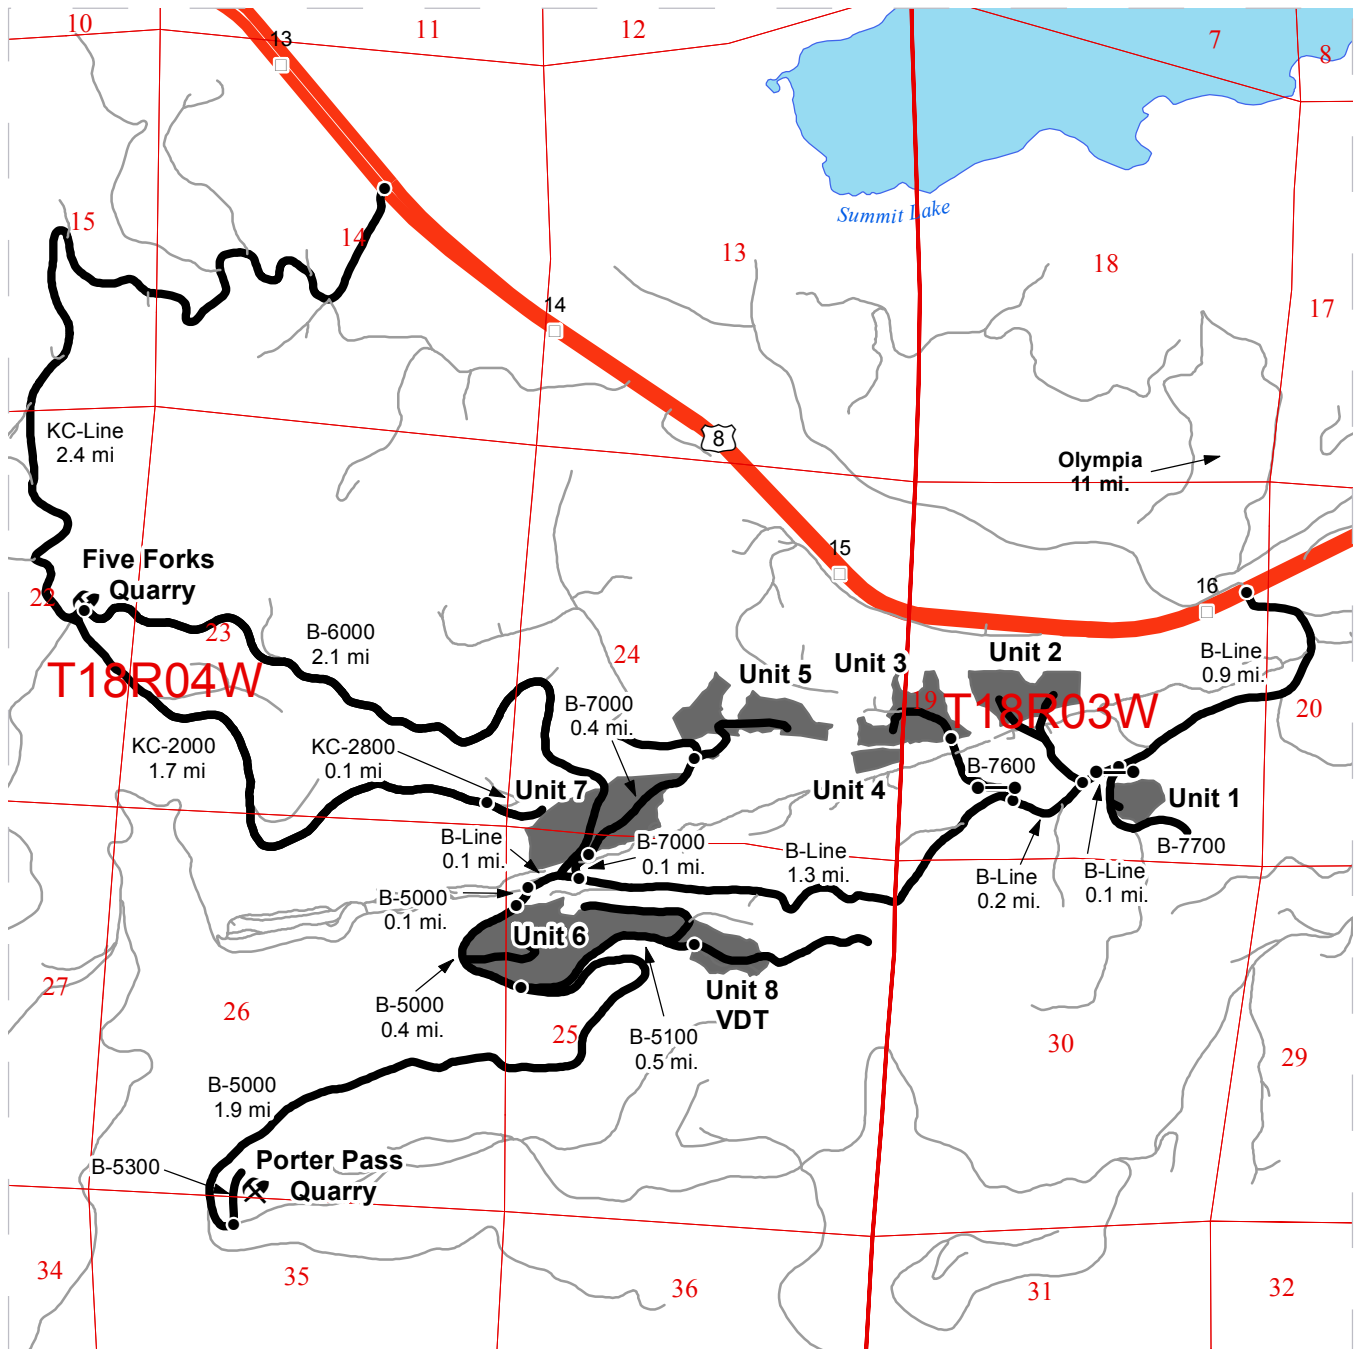 10
11
12
7
8
13
15
14
Summit Lake
13
18
17
14
8
KC-Line
2.4 mi
Olympia
11 mi.
15
16
Five Forks
Quarry
22
23
B-6000
2.1 mi
24
T18R04W
Unit 5
Unit 3
Unit 2
B-Line
0.9 mi.
B-7000
0.4 mi.
19
T18R03W
20
KC-2000
1.7 mi
KC-2800
0.1 mi
Unit 7
Unit 4
B-7600
Unit 1
B-Line
0.1 mi.
B-7000
0.1 mi.
B-Line
1.3 mi.
B-7700
B-Line
0.2 mi.
B-Line
0.1 mi.
B-5000
0.1 mi.
Unit 6
27
26
B-5000
0.4 mi.
25
Unit 8
VDT
B-5100
0.5 mi.
30
29
B-5000
1.9 mi
B-5300
Porter Pass
Quarry
34
35
36
31
32